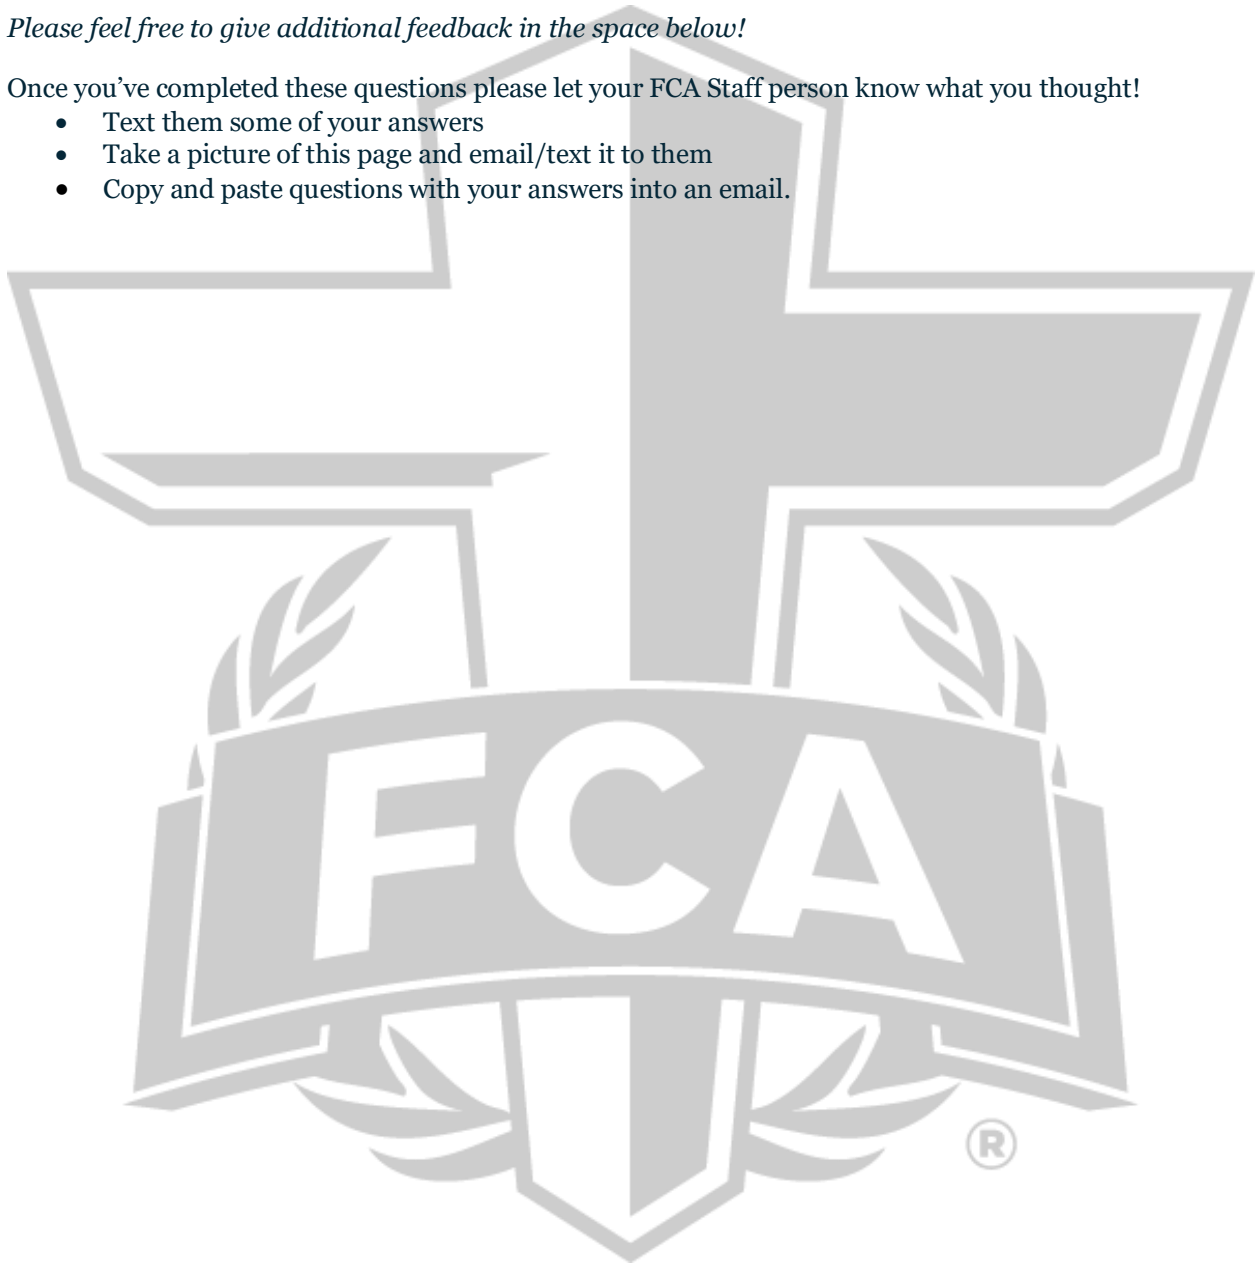 Please feel free to give additional feedback in the space below!
Once you’ve completed these questions please let your FCA Staff person know what you thought!
• Text them some of your answers
• Take a picture of this page and email/text it to them
• Copy and paste questions with your answers into an email.
FCA
®